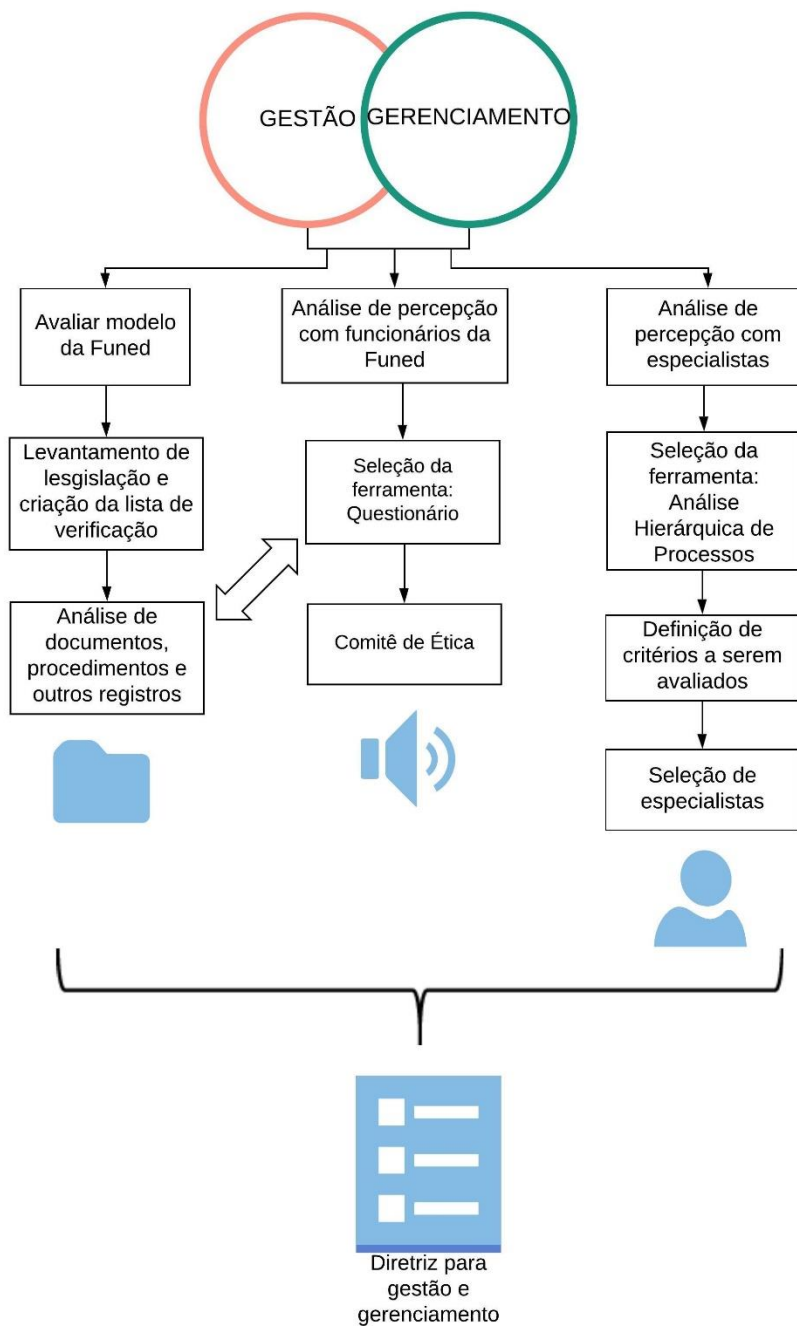 GESTÃO
GERENCIAMENTO
Avaliar modelo
da Funed
Levantamento de
lesgislação e
criação da lista de
verificação
Análise de
documentos,
procedimentos e
outros registros
Análise de percepção
com funcionários da
Funed
Seleção da
ferramenta:
Questionário
Comitê de Ética
Análise de
percepção com
especialistas
Seleção da
ferramenta:
Análise
Hierárquica de
Processos
Definição de
critérios a serem
avaliados
Seleção de
especialistas
Diretriz para
gestão e
gerenciamento